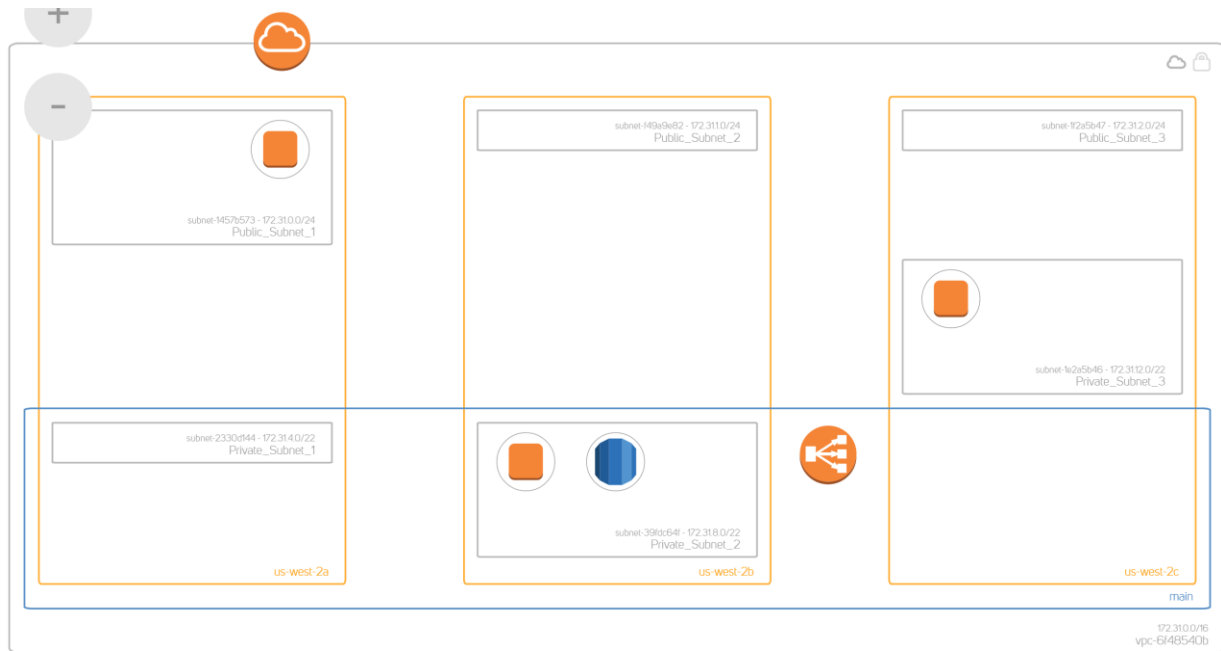 +
-
subnet-1457b573 - 172.31.0.0/24
Public_Subnet_1
subnet-f49a9e82 - 172.31.1.0/24
Public_Subnet_2
subnet-1f2a5b47 - 172.31.2.0/24
Public_Subnet_3
subnet-1e2a5b46 - 172.31.12.0/22
Private_Subnet_3
subnet-2330d144 - 172.31.4.0/22
Private_Subnet_1
subnet-39fdc64f - 172.31.8.0/22
Private_Subnet_2
us-west-2a
us-west-2b
us-west-2c
main
172.31.0.0/16
vpc-6f48540b